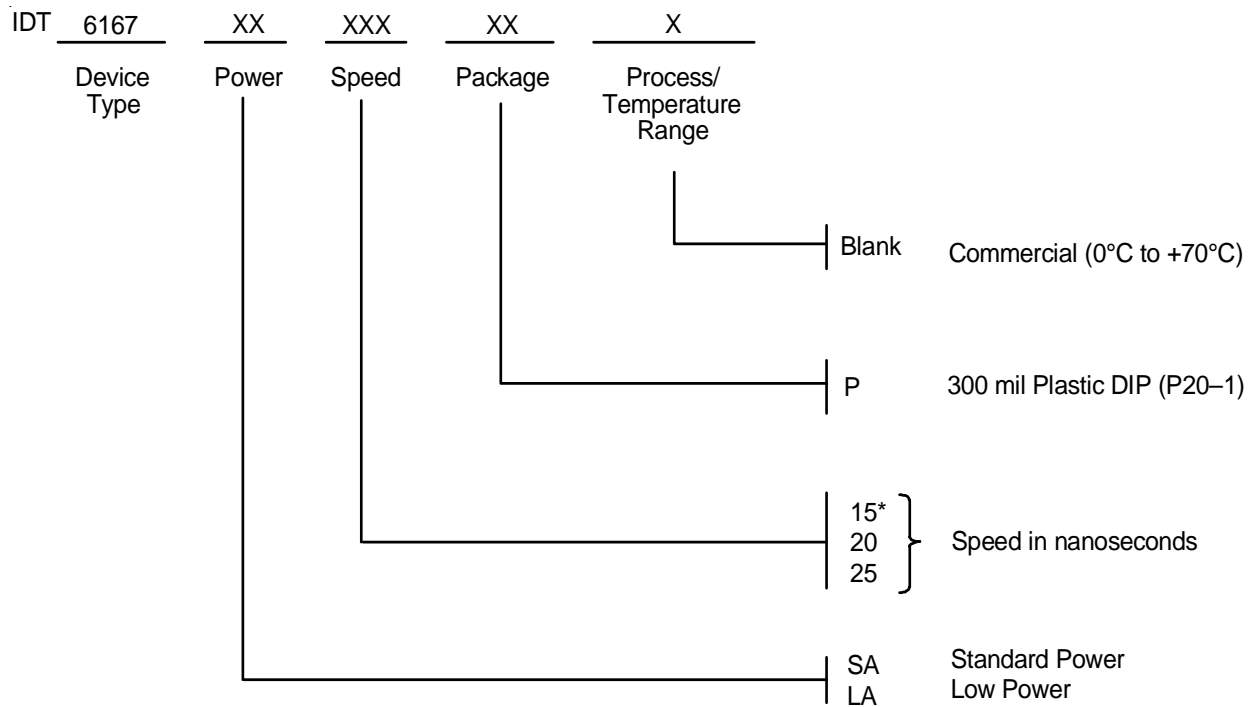 IDT 6167 XX XXX XX X
Device Type Power Speed Package Process/ Temperature Range
Blank Commercial (0°C to +70°C)
P 300 mil Plastic DIP (P20–1)
15*
20
25
Speed in nanoseconds
SA Standard Power
LA Low Power